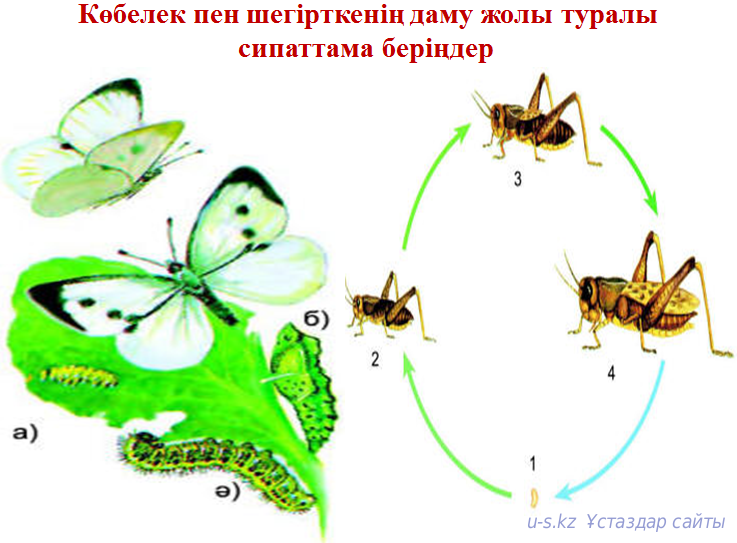 Көбелек пен шегірткенің даму жолы туралы
сипаттама беріңдер
3
б)
2
4
а)
1
ә)
u-s.kz Ұстаздар сайты